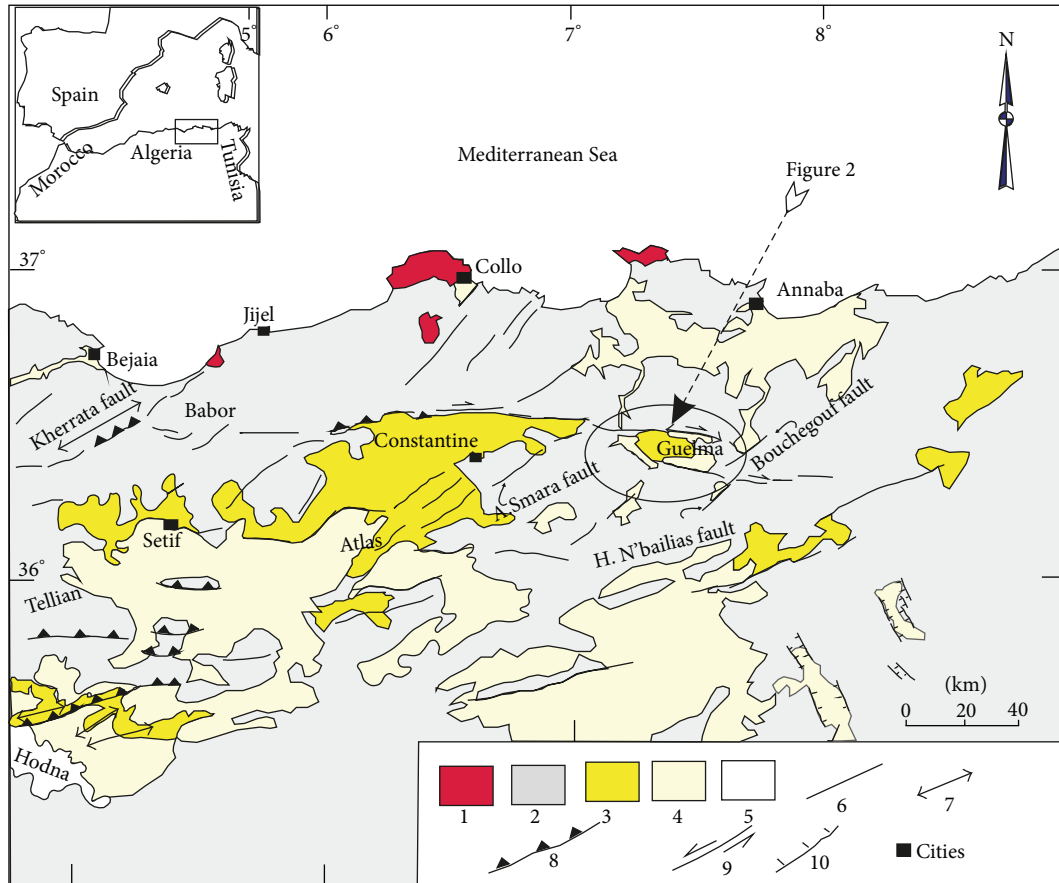 5°
6°
7°
8°
N
Spain
Morocco
Algeria
Tunisia
Mediterranean Sea
Figure 2
37°
Collo
Annaba
Jijel
Bejaia
Kherrata fault
Babor
Constantine
Guelma
Bouchegouf fault
A.Smara fault
Setif
Atlas
H. N'bailias fault
36°
Tellian
(km)
0 20 40
Hodna
1 2 3 4 5 6 7
8 9 10 Cities